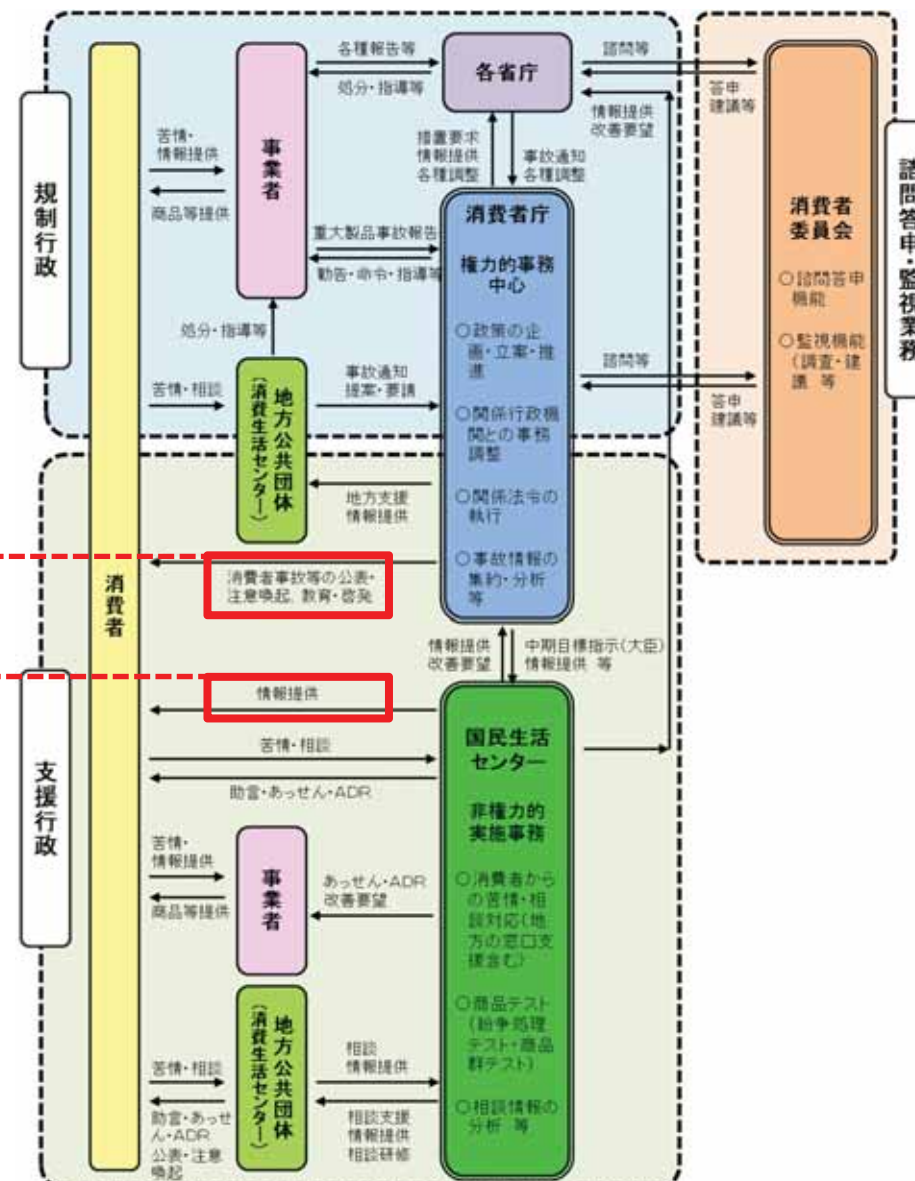 規制行政
支援行政
諮問答申・監視業務
消費者
事業者
各種報告等
処分・指導等
各省庁
諮問等
答申
建議等
情報提供
改善要望
苦情・
情報提供
商品等提供
措置要求
情報提供
各種調整
事故通知
各種調整
重大製品事故報告
勧告・命令・指導等
処分・指導等
苦情・相談
地方公共団体
(消費生活センター)
事故通知
提案・要請
地方支援
情報提供
消費者庁
権力的事務
中心
○政策の企
画・立案・推
進
○関係行政機
関との事務
調整
○関係法令の
執行
○事故情報の
集約・分析
等
諮問等
答申
建議等
消費者
委員会
○諮問答申
機能
○監視機能
(調査・建
議 等
消費者事故等の公表・
注意喚起、教育・啓発
情報提供
改善要望
中期目標指示(大臣)
情報提供 等
情報提供
苦情・相談
助言・あっせん・ADR
国民生活
センター
非権力的
実施事務
○消費者から
の苦情・相
談対応(地
方の窓口支
援含む)
○商品テスト
(紛争処理
テスト・商品
群テスト)
○相談情報の
分析 等
苦情・
情報提供
商品等提供
事業者
あっせん・ADR
改善要望
苦情・相談
助言・あっせ
ん・ADR
公表・注意
喚起
地方公共団体
(消費生活センター)
相談
情報提供
相談支援
情報提供
相談研修